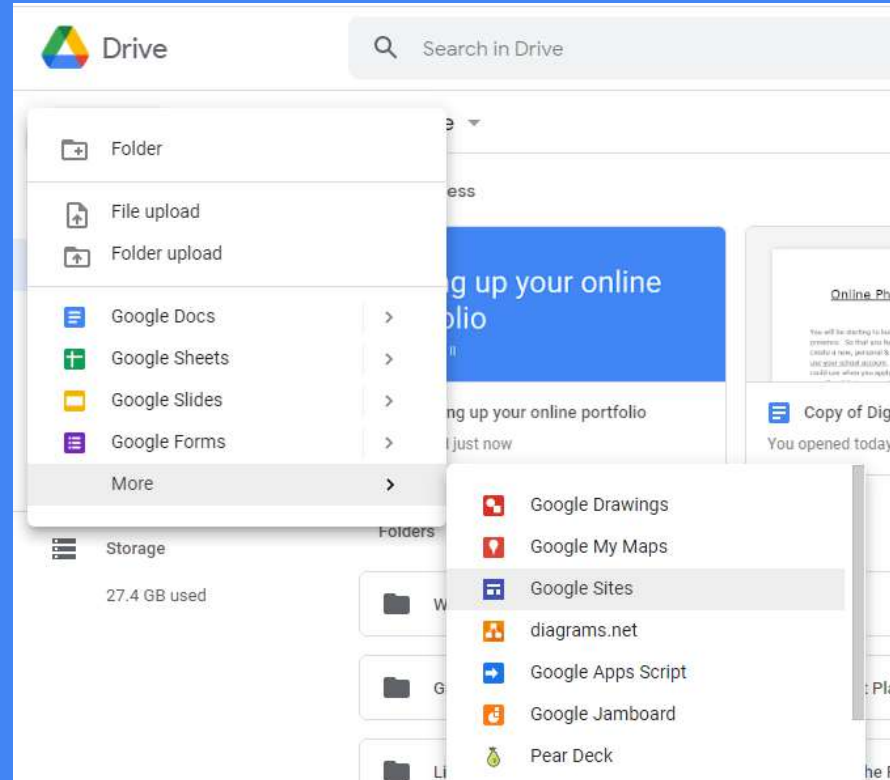 Drive
Search in Drive
Folder
ess
File upload
Folder upload
g up your online
olio
Online Ph
Google Docs
Google Sheets
Google Slides
Google Forms
More
ng up your online portfolio
just now
Copy of Dig
You opened today
Folders
Storage
27.4 GB used
Google Drawings
Google My Maps
Google Sites
diagrams.net
Google Apps Script
Google Jamboard
Pear Deck
W
G
Li
Pla
he